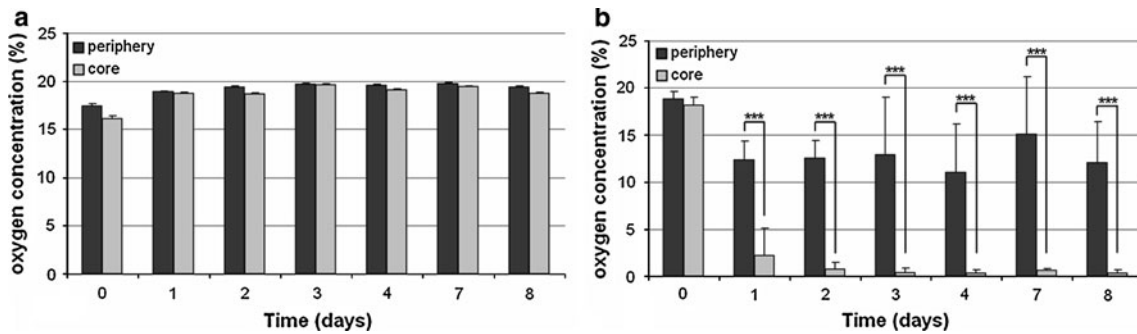 a
oxygen concentration (%)
25
20
15
10
5
0
periphery
core
0 1 2 3 4 7 8
Time (days)
b
oxygen concentration (%)
25
20
15
10
5
0
periphery
core
*** *** *** *** *** ***
0 1 2 3 4 7 8
Time (days)